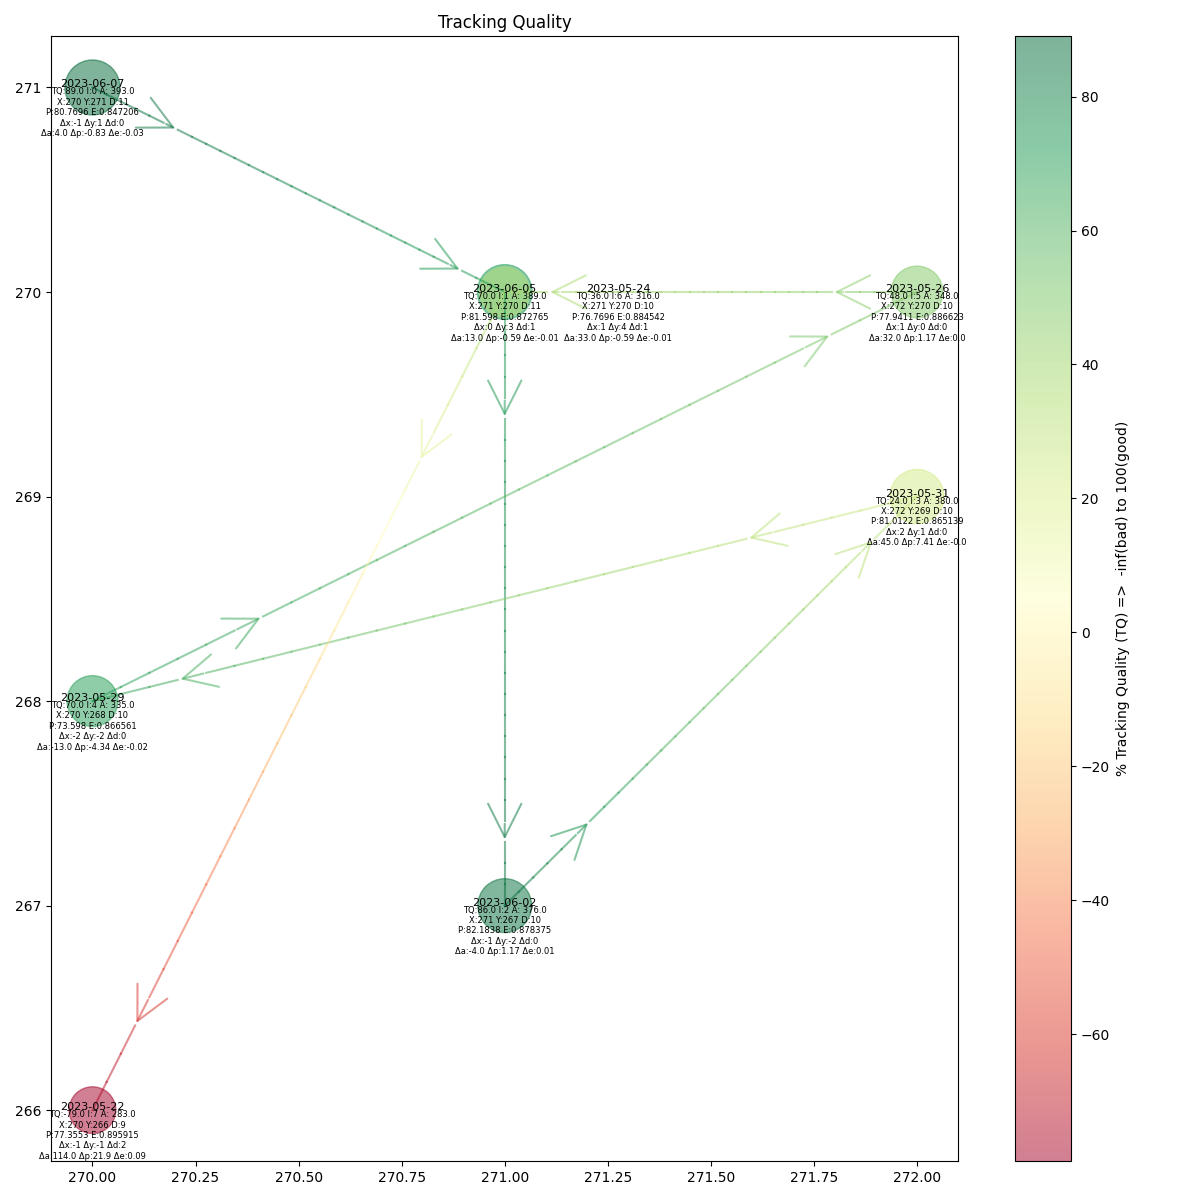 Tracking Quality
271
270
269
268
267
266
2023-06-07
TQ:89.0 I:0 A: 393.0
X:270 Y:271 D:11
P:80.7696 E:0.847206
Δx:-1 Δy:1 Δd:0
Δa:4.0 Δp:-0.83 Δe:-0.03
2023-06-05
TQ:70.0 I:1 A: 389.0
X:271 Y:270 D:11
P:81.598 E:0.872765
Δx:0 Δy:3 Δd:1
Δa:13.0 Δp:-0.59 Δe:-0.01
2023-05-24
TQ:36.0 I:6 A: 316.0
X:271 Y:270 D:10
P:76.7696 E:0.884542
Δx:1 Δy:4 Δd:1
Δa:33.0 Δp:-0.59 Δe:-0.01
2023-05-26
TQ:48.0 I:5 A: 348.0
X:272 Y:270 D:10
P:77.9411 E:0.886623
Δx:1 Δy:0 Δd:0
Δa:32.0 Δp:1.17 Δe:0.0
2023-05-31
TQ:24.0 I:3 A: 380.0
X:272 Y:269 D:10
P:81.0122 E:0.865139
Δx:2 Δy:1 Δd:0
Δa:45.0 Δp:7.41 Δe:-0.0
2023-05-29
TQ:70.0 I:4 A: 335.0
X:270 Y:268 D:10
P:73.598 E:0.866561
Δx:-2 Δy:-2 Δd:0
Δa:-13.0 Δp:-4.34 Δe:-0.02
2023-06-02
TQ:86.0 I:2 A: 376.0
X:271 Y:267 D:10
P:82.1838 E:0.878375
Δx:-1 Δy:-2 Δd:0
Δa:-4.0 Δp:1.17 Δe:0.01
2023-05-22
TQ:-79.0 I:7 A: 283.0
X:270 Y:266 D:9
P:77.3553 E:0.895915
Δx:-1 Δy:-1 Δd:2
Δa:114.0 Δp:21.9 Δe:0.09
270.00 270.25 270.50 270.75 271.00 271.25 271.50 271.75 272.00
80
60
40
20
0
−20
−40
−60
% Tracking Quality (TQ) => -inf(bad) to 100(good)